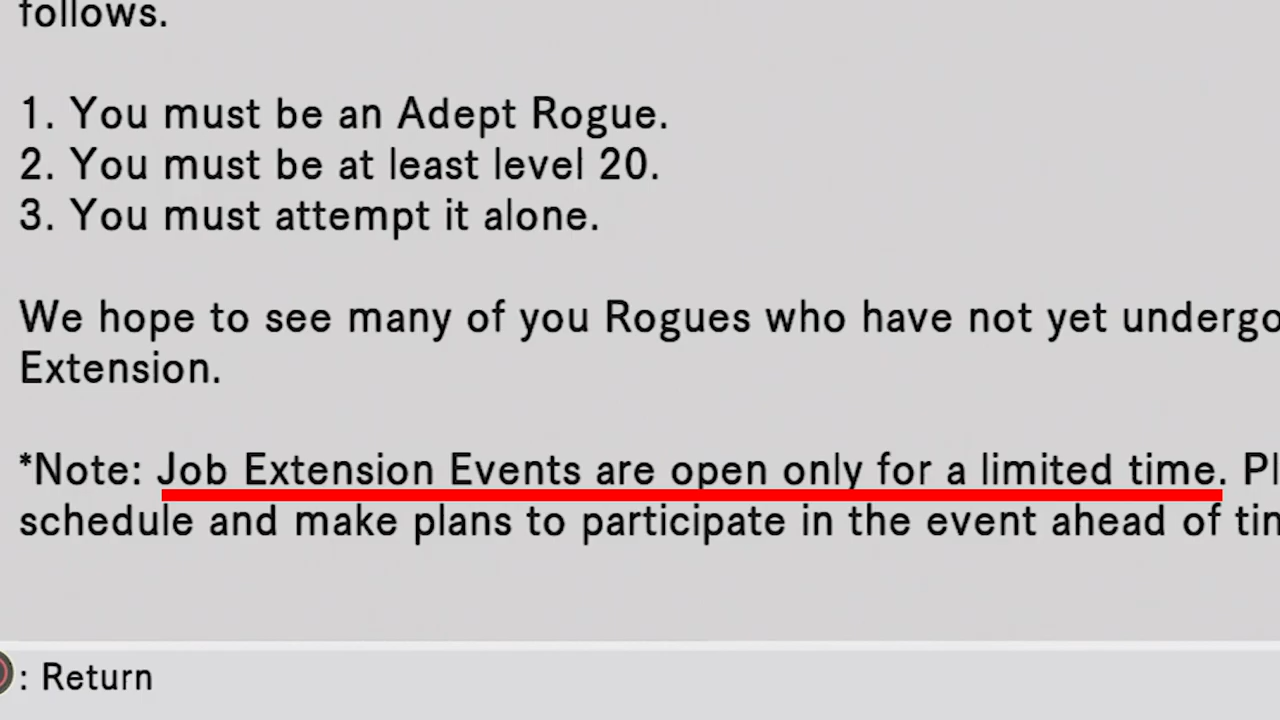 follows.
1. You must be an Adept Rogue.
2. You must be at least level 20.
3. You must attempt it alone.
We hope to see many of you Rogues who have not yet undergo
Extension.
*Note: Job Extension Events are open only for a limited time. Pl
schedule and make plans to participate in the event ahead of tim
: Return